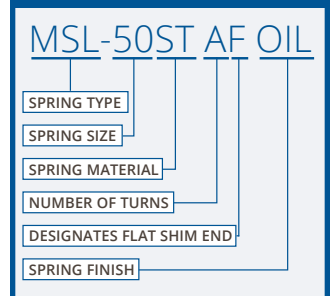 MSL-50ST AF OIL
SPRING TYPE
SPRING SIZE
SPRING MATERIAL
NUMBER OF TURNS
DESIGNATES FLAT SHIM END
SPRING FINISH